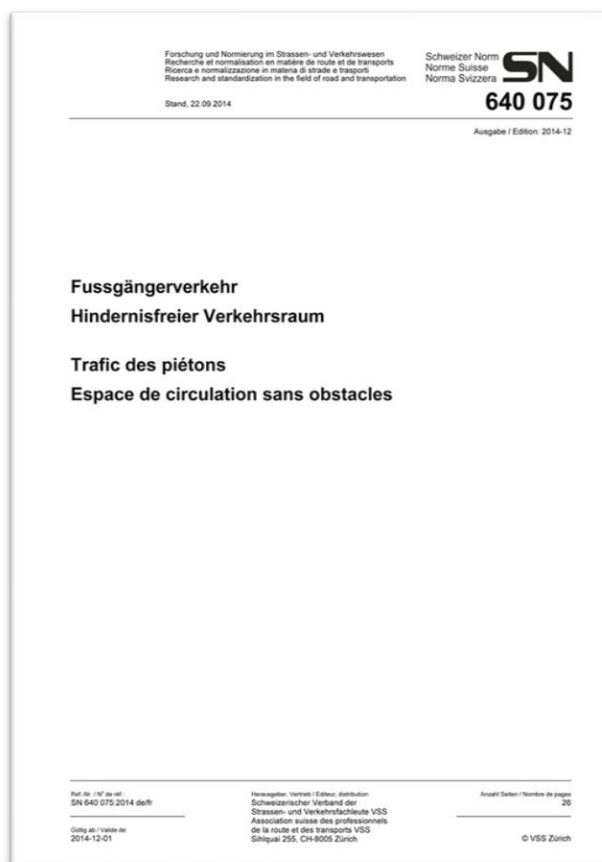 Forschung und Normierung im Strassen- und Verkehrswesen
Recherche et normalisation en matière de route et de transports
Ricerca e normalizzazione in materia di strade e trasporti
Research and standardization in the field of road and transportation
Stand, 22.09.2014
Schweizer Norm
Norme Suisse
Norma Svizzera
SN
640 075
Ausgabe / Edition: 2014-12
Fussgängerverkehr
Hindernisfreier Verkehrsraum
Trafic des piétons
Espace de circulation sans obstacles
Ref.-Nr. / N° de réf.:
SN 640 075:2014 de/fr
Gültig ab / Valide de:
2014-12-01
Herausgeber, Vertrieb / Editeur, distribution:
Schweizerischer Verband der
Strassen- und Verkehrsfachleute VSS
Association suisse des professionnels
de la route et des transports VSS
Sihlquai 255, CH-8005 Zürich
Anzahl Seiten / Nombre de pages
26
© VSS Zürich